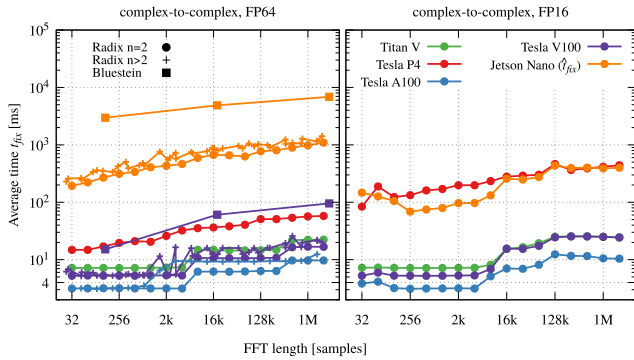 complex-to-complex, FP64
complex-to-complex, FP16
Radix n=2
Radix n>2
Bluestein
Titan V
Tesla P4
Tesla A100
Tesla V100
Jetson Nano (t̂_fix)
Average time t_fix [ms]
10^5
10^4
10^3
10^2
10^1
4
32
256
2k
16k
128k
1M
32
256
2k
16k
128k
1M
FFT length [samples]